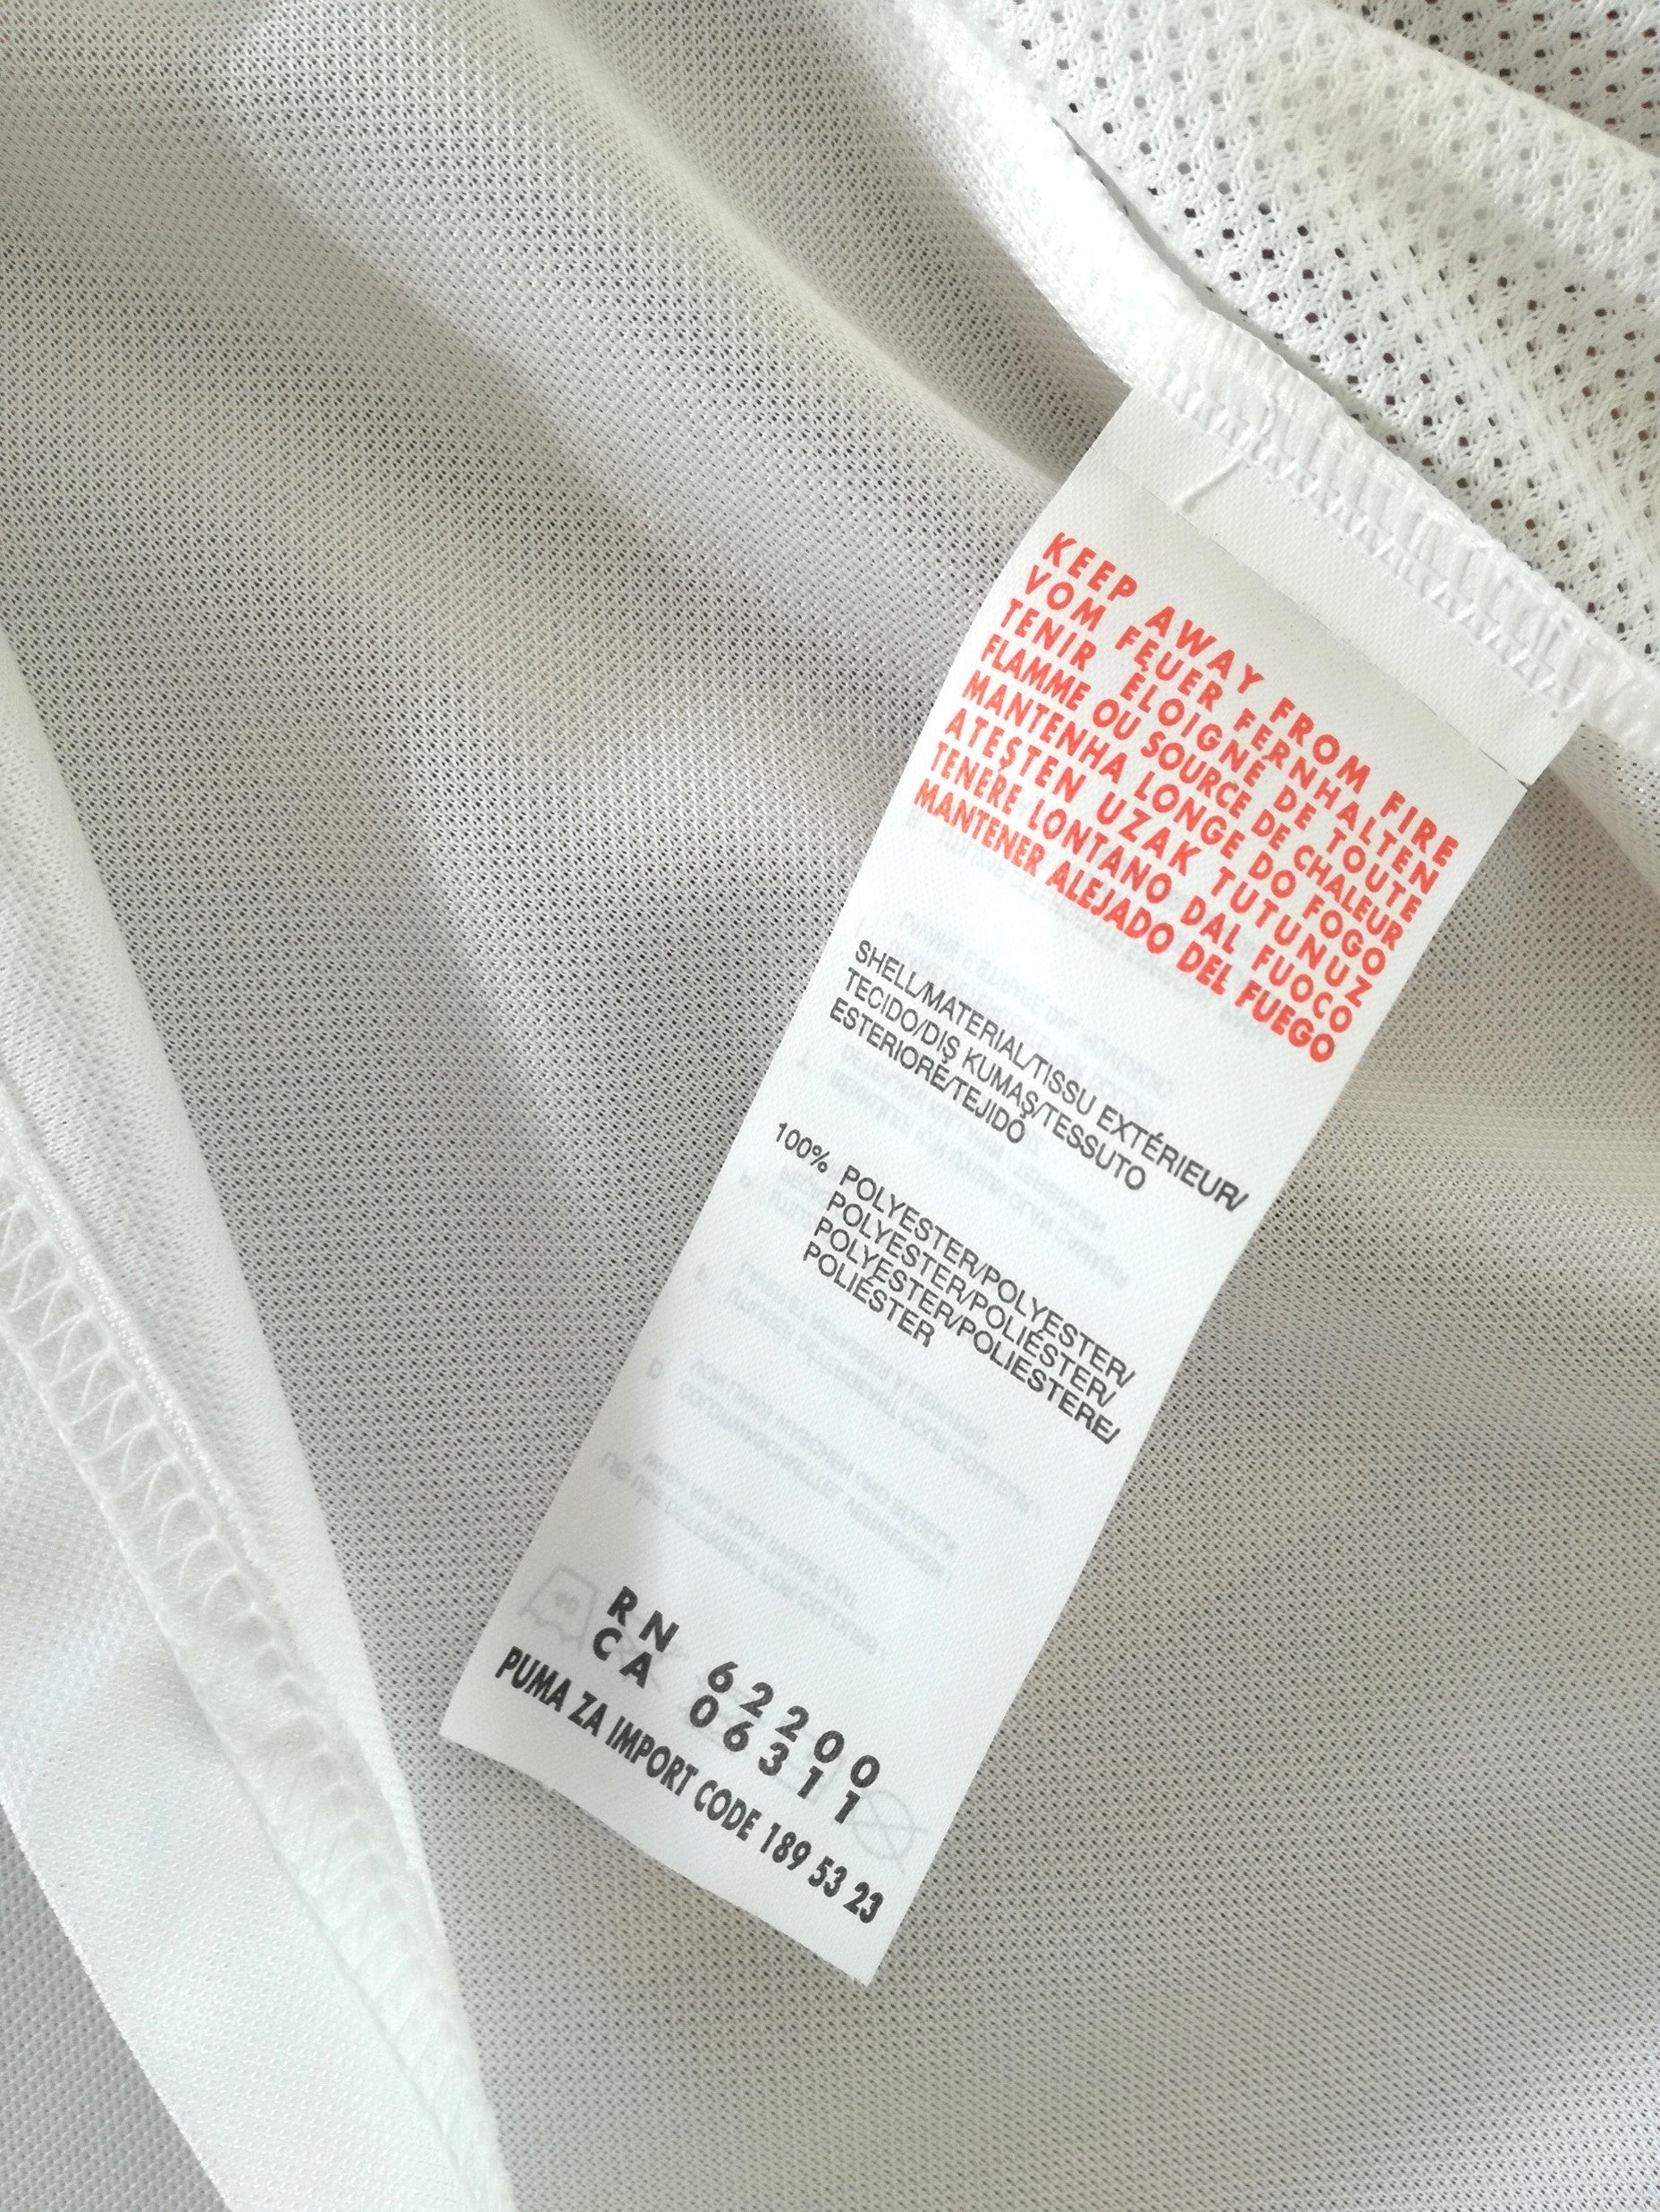 KEEP AWAY FROM FIRE
VOM FEUER FERNHALTEN
TENIR ÉLOIGNÉ DE TOUTE
FLAMME OU SOURCE DE CHALEUR
MANTENHA LONGE DO FOGO
ATEŞTEN UZAK TUTUNUZ
TENERE LONTANO DAL FUOCO
MANTENER ALEJADO DEL FUEGO
SHELL/MATERIAL/TISSU EXTÉRIEUR/
TECIDO/DIŞ KUMAŞ/TESSUTO
ESTERIORE/TEJIDO
100% POLYESTER/POLYESTER/
POLYESTER/POLIÉSTER/
POLYESTER/POLIESTERE/
POLIÉSTER
RN 62200
CA 06311
PUMA ZA IMPORT CODE 189 53 23